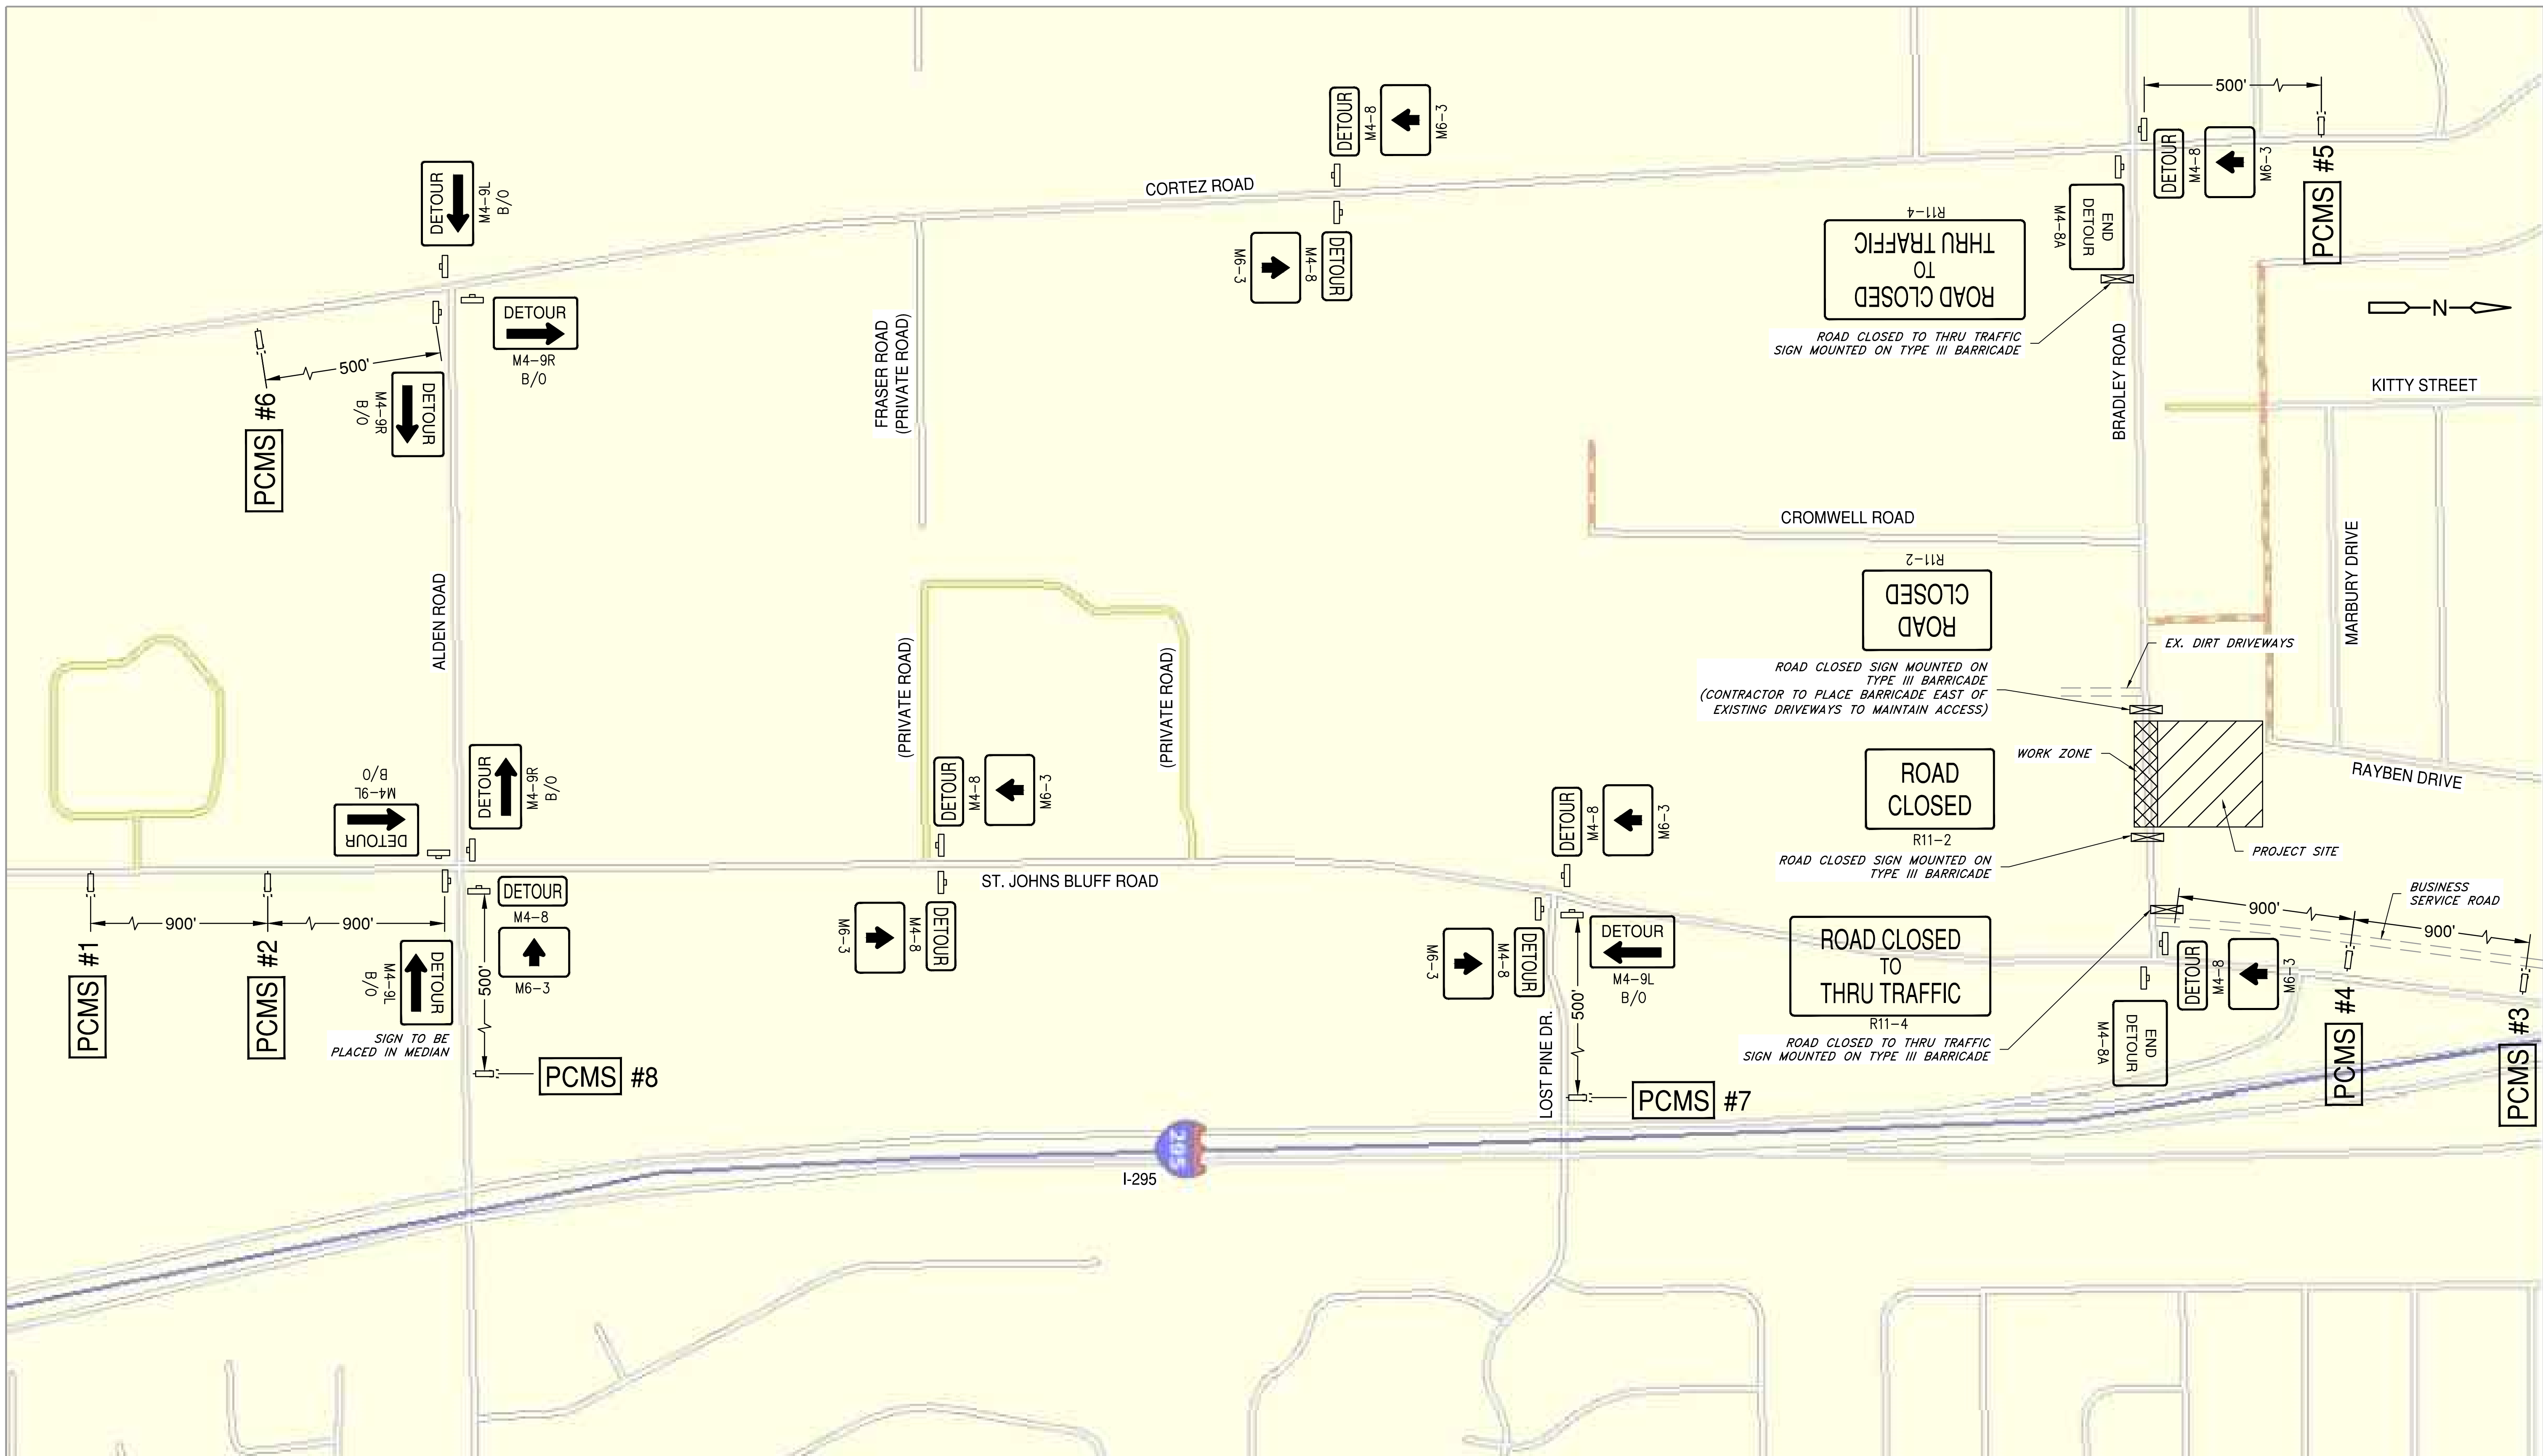 500'
DETOUR
M4-8
M6-3
DETOUR
M4-8
M6-3
PCMS #5
DETOUR
M4-9L
B/O
CORTEZ ROAD
END
DETOUR
M4-8A
R11-4
ROAD CLOSED
TO
THRU TRAFFIC
DETOUR
M4-8
M6-3
N
DETOUR
M4-9R
B/O
FRASER ROAD
(PRIVATE ROAD)
ROAD CLOSED TO THRU TRAFFIC
SIGN MOUNTED ON TYPE III BARRICADE
BRADLEY ROAD
500'
DETOUR
M4-9R
B/O
PCMS #6
KITTY STREET
CROMWELL ROAD
MARBURY DRIVE
R11-2
ROAD
CLOSED
ALDEN ROAD
EX. DIRT DRIVEWAYS
(PRIVATE ROAD)
(PRIVATE ROAD)
ROAD CLOSED SIGN MOUNTED ON
TYPE III BARRICADE
(CONTRACTOR TO PLACE BARRICADE EAST OF
EXISTING DRIVEWAYS TO MAINTAIN ACCESS)
WORK ZONE
RAYBEN DRIVE
DETOUR
M4-9L
B/O
DETOUR
M4-9R
B/O
DETOUR
M4-8
M6-3
DETOUR
M4-8
M6-3
ROAD
CLOSED
R11-2
ROAD CLOSED SIGN MOUNTED ON
TYPE III BARRICADE
PROJECT SITE
ST. JOHNS BLUFF ROAD
BUSINESS
SERVICE ROAD
900'
900'
900'
900'
PCMS #1
PCMS #2
DETOUR
M4-9L
B/O
SIGN TO BE
PLACED IN MEDIAN
DETOUR
M4-8
M6-3
500'
PCMS #8
DETOUR
M4-8
M6-3
DETOUR
M4-8
M6-3
DETOUR
M4-9L
B/O
500'
LOST PINE DR.
PCMS #7
ROAD CLOSED
TO
THRU TRAFFIC
R11-4
ROAD CLOSED TO THRU TRAFFIC
SIGN MOUNTED ON TYPE III BARRICADE
DETOUR
M4-8
M6-3
END
DETOUR
M4-8A
PCMS #4
PCMS #3
295
I-295